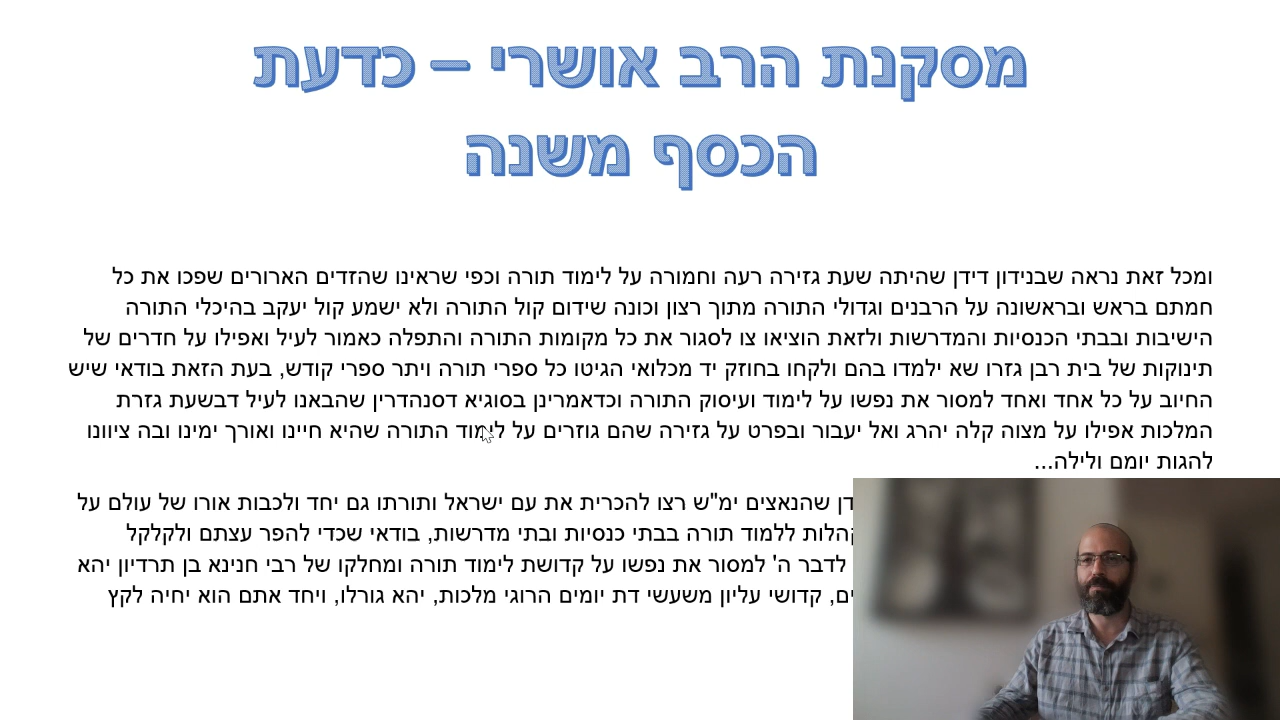 מסקנת הרב אושרי – כדעת
הכסף משנה
ומכל זאת נראה שבנידון דידן שהיתה שעת גזירה רעה וחמורה על לימוד תורה וכפי שראינו שהזדים הארורים שפכו את כל
חמתם בראש ובראשונה על הרבנים וגדולי התורה מתוך רצון וכונה שידום קול התורה ולא ישמע קול יעקב בהיכלי התורה
הישיבות ובבתי הכנסיות והמדרשות ולזאת הוציאו צו לסגור את כל מקומות התורה והתפלה כאמור לעיל ואפילו על חדרים של
תינוקות של בית רבן גזרו שא ילמדו בהם ולקחו בחוזק יד מכלואי הגיטו כל ספרי תורה ויתר ספרי קודש, בעת הזאת בודאי שיש
החיוב על כל אחד ואחד למסור את נפשו על לימוד ועיסוק התורה וכדאמרינן בסוגיא דסנהדרין שהבאנו לעיל דבשעת גזרת
המלכות אפילו על מצוה קלה יהרג ואל יעבור ובפרט על גזירה שהם גוזרים על לימוד התורה שהיא חיינו ואורך ימינו ובה ציוונו
להגות יומם ולילה...
דן שהנאצים ימ"ש רצו להכרית את עם ישראל ותורתו גם יחד ולכבות אורו של עולם על
קהלות ללמוד תורה בבתי כנסיות ובתי מדרשות, בודאי שכדי להפר עצתם ולקלקל
לדבר ה' למסור את נפשו על קדושת לימוד תורה ומחלקו של רבי חנינא בן תרדיון יהא
ים, קדושי עליון משעשי דת יומים הרוגי מלכות, יהא גורלו, ויחד אתם הוא יחיה לקץ